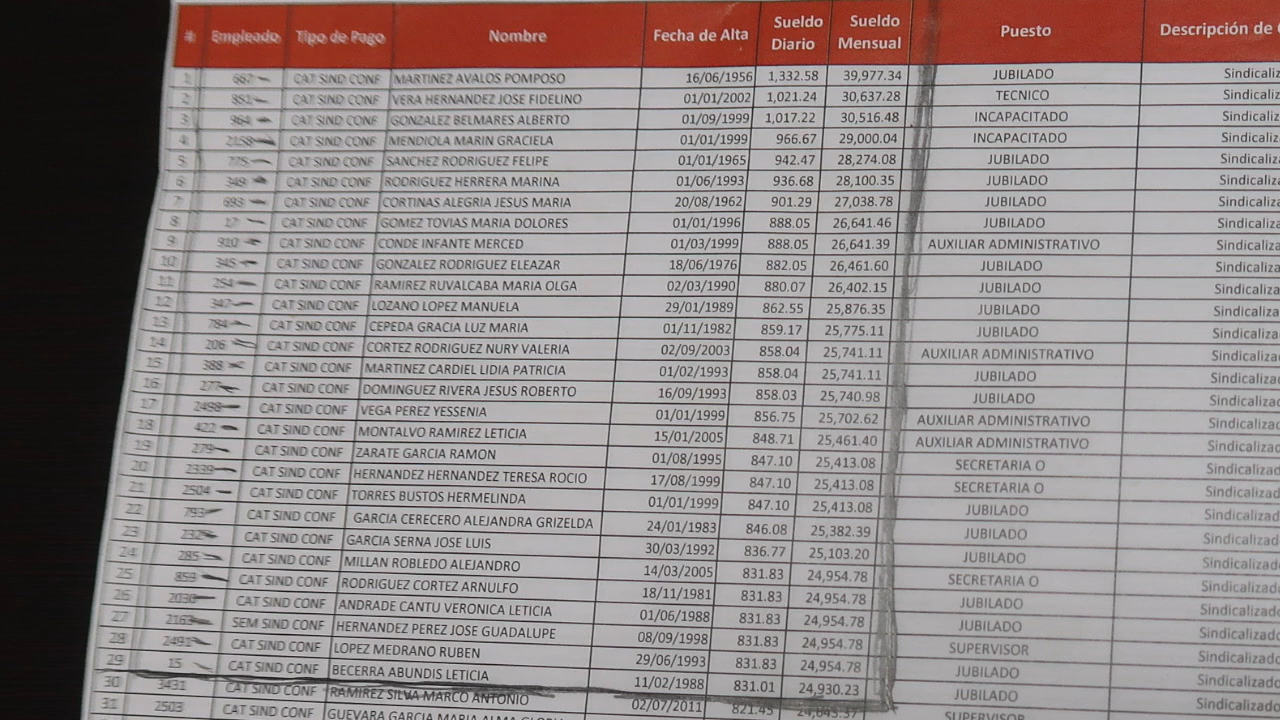 # Empleado Tipo de Pago Nombre Fecha de Alta Sueldo Diario Sueldo Mensual Puesto Descripción de
1 667 CAT SIND CONF MARTINEZ AVALOS POMPOSO 16/06/1956 1,332.58 39,977.34 JUBILADO Sindicaliz
2 851 CAT SIND CONF VERA HERNANDEZ JOSE FIDELINO 01/01/2002 1,021.24 30,637.28 TECNICO Sindicaliz
3 964 CAT SIND CONF GONZALEZ BELMARES ALBERTO 01/09/1999 1,017.22 30,516.48 INCAPACITADO Sindicaliz
4 2158 CAT SIND CONF MENDIOLA MARIN GRACIELA 01/01/1999 966.67 29,000.04 INCAPACITADO Sindicaliz
5 775 CAT SIND CONF SANCHEZ RODRIGUEZ FELIPE 01/01/1965 942.47 28,274.08 JUBILADO Sindicaliz
6 349 CAT SIND CONF RODRIGUEZ HERRERA MARINA 01/06/1993 936.68 28,100.35 JUBILADO Sindicaliz
7 693 CAT SIND CONF CORTINAS ALEGRIA JESUS MARIA 20/08/1962 901.29 27,038.78 JUBILADO Sindicaliz
8 17 CAT SIND CONF GOMEZ TOVIAS MARIA DOLORES 01/01/1996 888.05 26,641.46 JUBILADO Sindicaliz
9 910 CAT SIND CONF CONDE INFANTE MERCED 01/03/1999 888.05 26,641.39 AUXILIAR ADMINISTRATIVO Sindicaliz
10 345 CAT SIND CONF GONZALEZ RODRIGUEZ ELEAZAR 18/06/1976 882.05 26,461.60 JUBILADO Sindicaliz
11 254 CAT SIND CONF RAMIREZ RUVALCABA MARIA OLGA 02/03/1990 880.07 26,402.15 JUBILADO Sindicaliz
12 347 CAT SIND CONF LOZANO LOPEZ MANUELA 29/01/1989 862.55 25,876.35 JUBILADO Sindicaliz
13 784 CAT SIND CONF CEPEDA GRACIA LUZ MARIA 01/11/1982 859.17 25,775.11 JUBILADO Sindicaliz
14 206 CAT SIND CONF CORTEZ RODRIGUEZ NURY VALERIA 02/09/2003 858.04 25,741.11 AUXILIAR ADMINISTRATIVO Sindicaliz
15 388 CAT SIND CONF MARTINEZ CARDIEL LIDIA PATRICIA 01/02/1993 858.04 25,741.11 JUBILADO Sindicalizad
16 277 CAT SIND CONF DOMINGUEZ RIVERA JESUS ROBERTO 16/09/1993 858.03 25,740.98 JUBILADO Sindicalizad
17 2498 CAT SIND CONF VEGA PEREZ YESSENIA 01/01/1999 856.75 25,702.62 AUXILIAR ADMINISTRATIVO Sindicalizad
18 422 CAT SIND CONF MONTALVO RAMIREZ LETICIA 15/01/2005 848.71 25,461.40 AUXILIAR ADMINISTRATIVO Sindicalizad
19 279 CAT SIND CONF ZARATE GARCIA RAMON 01/08/1995 847.10 25,413.08 SECRETARIA O Sindicalizad
20 2339 CAT SIND CONF HERNANDEZ HERNANDEZ TERESA ROCIO 17/08/1999 847.10 25,413.08 SECRETARIA O Sindicalizad
21 2504 CAT SIND CONF TORRES BUSTOS HERMELINDA 01/01/1999 847.10 25,413.08 JUBILADO Sindicalizad
22 793 CAT SIND CONF GARCIA CERECERO ALEJANDRA GRIZELDA 24/01/1983 846.08 25,382.39 JUBILADO Sindicalizad
23 CAT SIND CONF GARCIA SERNA JOSE LUIS 30/03/1992 836.77 25,103.20 JUBILADO Sindicalizad
24 285 CAT SIND CONF MILLAN ROBLEDO ALEJANDRO 14/03/2005 831.83 24,954.78 SECRETARIA O Sindicalizad
25 859 CAT SIND CONF RODRIGUEZ CORTEZ ARNULFO 18/11/1981 831.83 24,954.78 JUBILADO Sindicalizad
26 2030 CAT SIND CONF ANDRADE CANTU VERONICA LETICIA 01/06/1988 831.83 24,954.78 JUBILADO Sindicalizado
27 2163 SEM SIND CONF HERNANDEZ PEREZ JOSE GUADALUPE 08/09/1998 831.83 24,954.78 SUPERVISOR Sindicalizado
28 2491 CAT SIND CONF LOPEZ MEDRANO RUBEN 29/06/1993 831.83 24,954.78 JUBILADO Sindicalizado
29 15 CAT SIND CONF BECERRA ABUNDIS LETICIA 11/02/1988 831.01 24,930.23 JUBILADO Sindicalizado
30 3431 CAT SIND CONF RAMIREZ SILVA MARCO ANTONIO 02/07/2011 821.45 24,643.37 SUPERVISOR
31 2503 CAT SIND CONF GUEVARA GARCIA MARIA ALMA